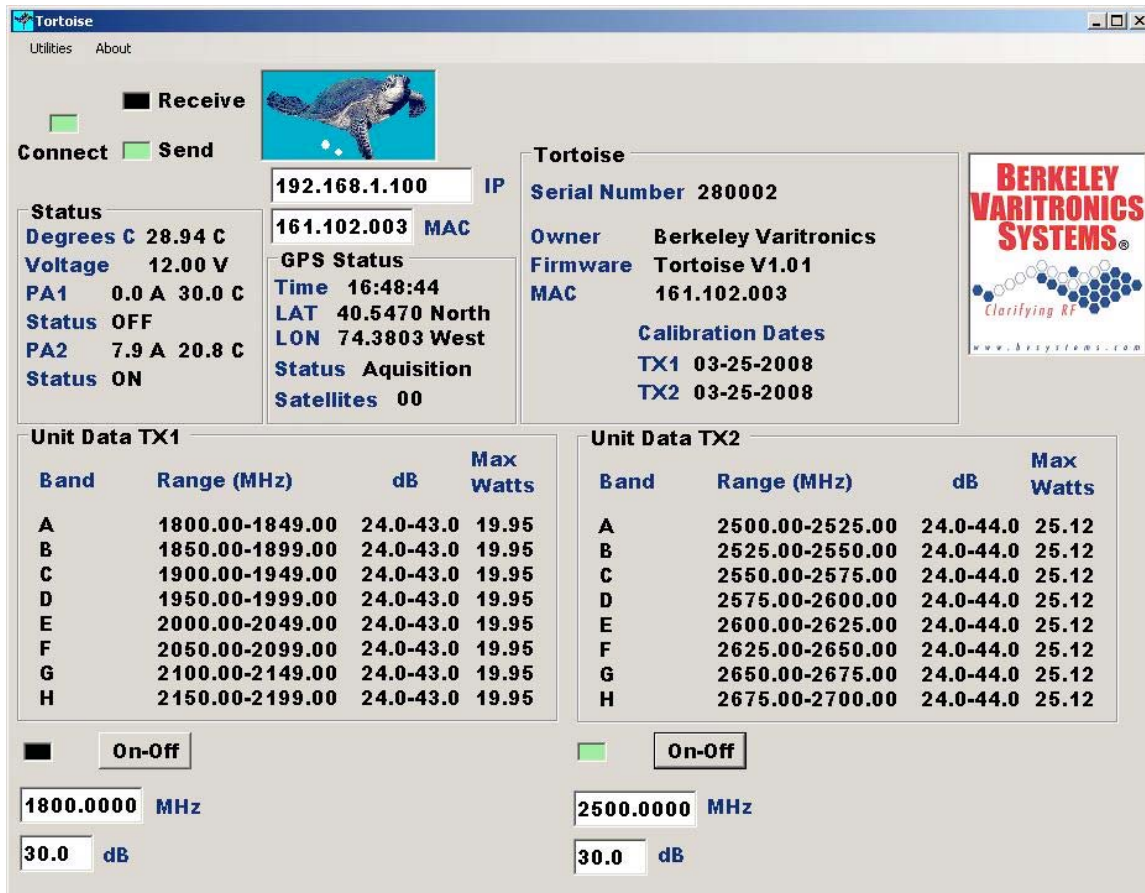 Tortoise
Utilities About
Receive
Connect
Send
192.168.1.100 IP
161.102.003 MAC
Status
Degrees C 28.94 C
Voltage 12.00 V
PA1 0.0 A 30.0 C
Status OFF
PA2 7.9 A 20.8 C
Status ON
GPS Status
Time 16:48:44
LAT 40.5470 North
LON 74.3803 West
Status Aquisition
Satellites 00
Tortoise
Serial Number 280002
Owner Berkeley Varitronics
Firmware Tortoise V1.01
MAC 161.102.003
Calibration Dates
TX1 03-25-2008
TX2 03-25-2008
BERKELEY
VARITRONICS
SYSTEMS®
Clarifying RF
www.bvsystems.com
Unit Data TX1
Band Range (MHz) dB Max Watts
A 1800.00-1849.00 24.0-43.0 19.95
B 1850.00-1899.00 24.0-43.0 19.95
C 1900.00-1949.00 24.0-43.0 19.95
D 1950.00-1999.00 24.0-43.0 19.95
E 2000.00-2049.00 24.0-43.0 19.95
F 2050.00-2099.00 24.0-43.0 19.95
G 2100.00-2149.00 24.0-43.0 19.95
H 2150.00-2199.00 24.0-43.0 19.95
Unit Data TX2
Band Range (MHz) dB Max Watts
A 2500.00-2525.00 24.0-44.0 25.12
B 2525.00-2550.00 24.0-44.0 25.12
C 2550.00-2575.00 24.0-44.0 25.12
D 2575.00-2600.00 24.0-44.0 25.12
E 2600.00-2625.00 24.0-44.0 25.12
F 2625.00-2650.00 24.0-44.0 25.12
G 2650.00-2675.00 24.0-44.0 25.12
H 2675.00-2700.00 24.0-44.0 25.12
On-Off
1800.0000 MHz
30.0 dB
On-Off
2500.0000 MHz
30.0 dB